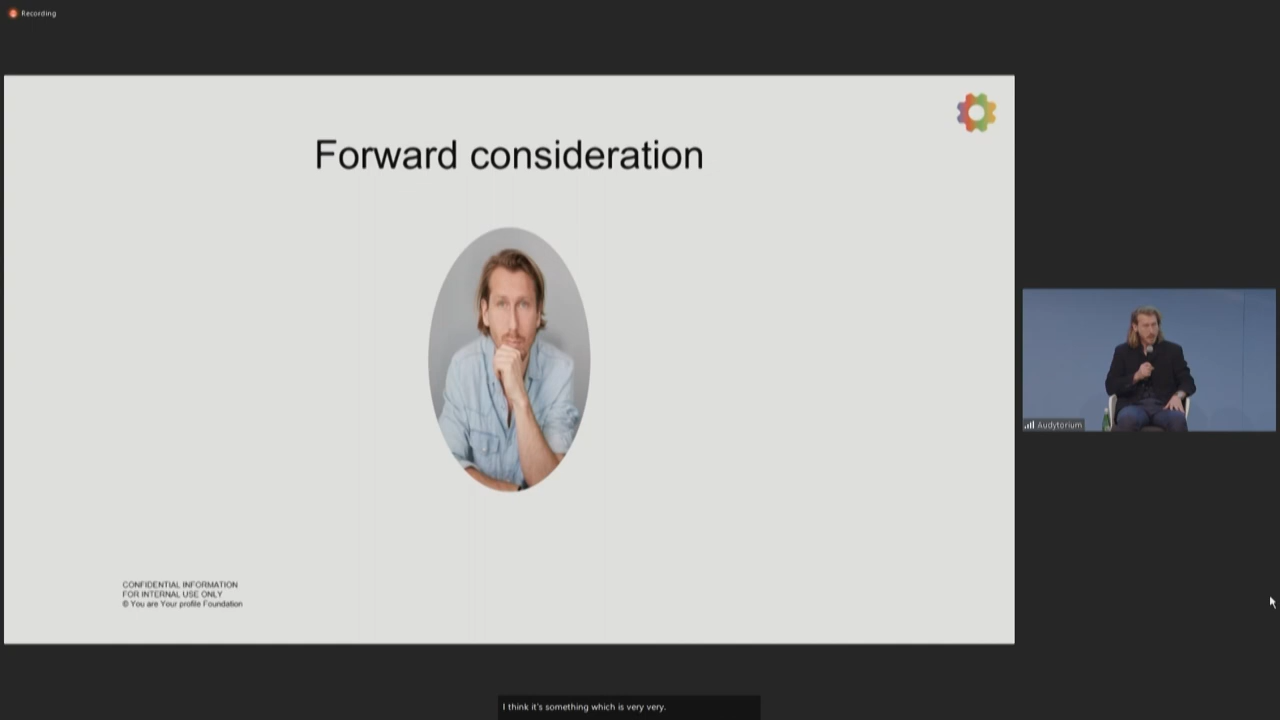 Recording
Forward consideration
Audytorium
CONFIDENTIAL INFORMATION
FOR INTERNAL USE ONLY
© You are Your profile Foundation
I think it's something which is very very.